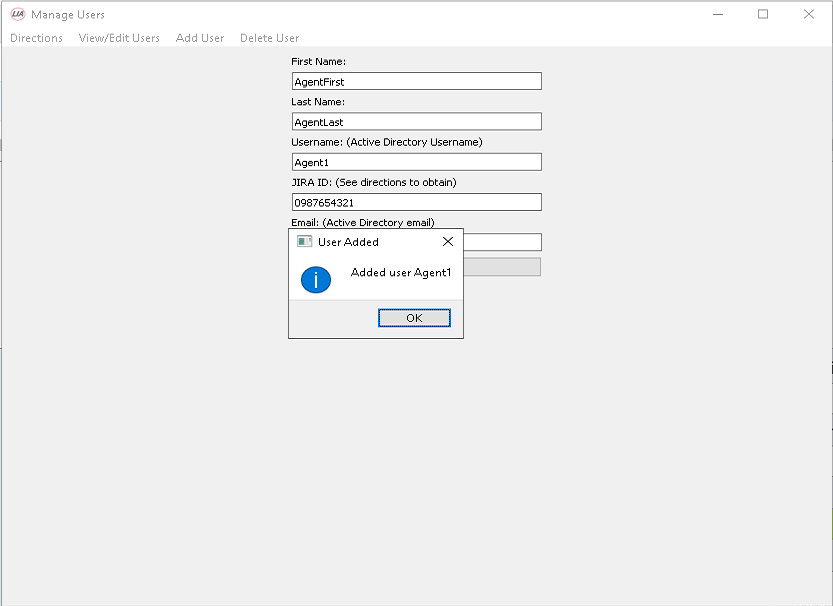 LIA Manage Users
Directions View/Edit Users Add User Delete User
First Name:
AgentFirst
Last Name:
AgentLast
Username: (Active Directory Username)
Agent1
JIRA ID: (See directions to obtain)
0987654321
Email: (Active Directory email)
User Added
Added user Agent1
OK